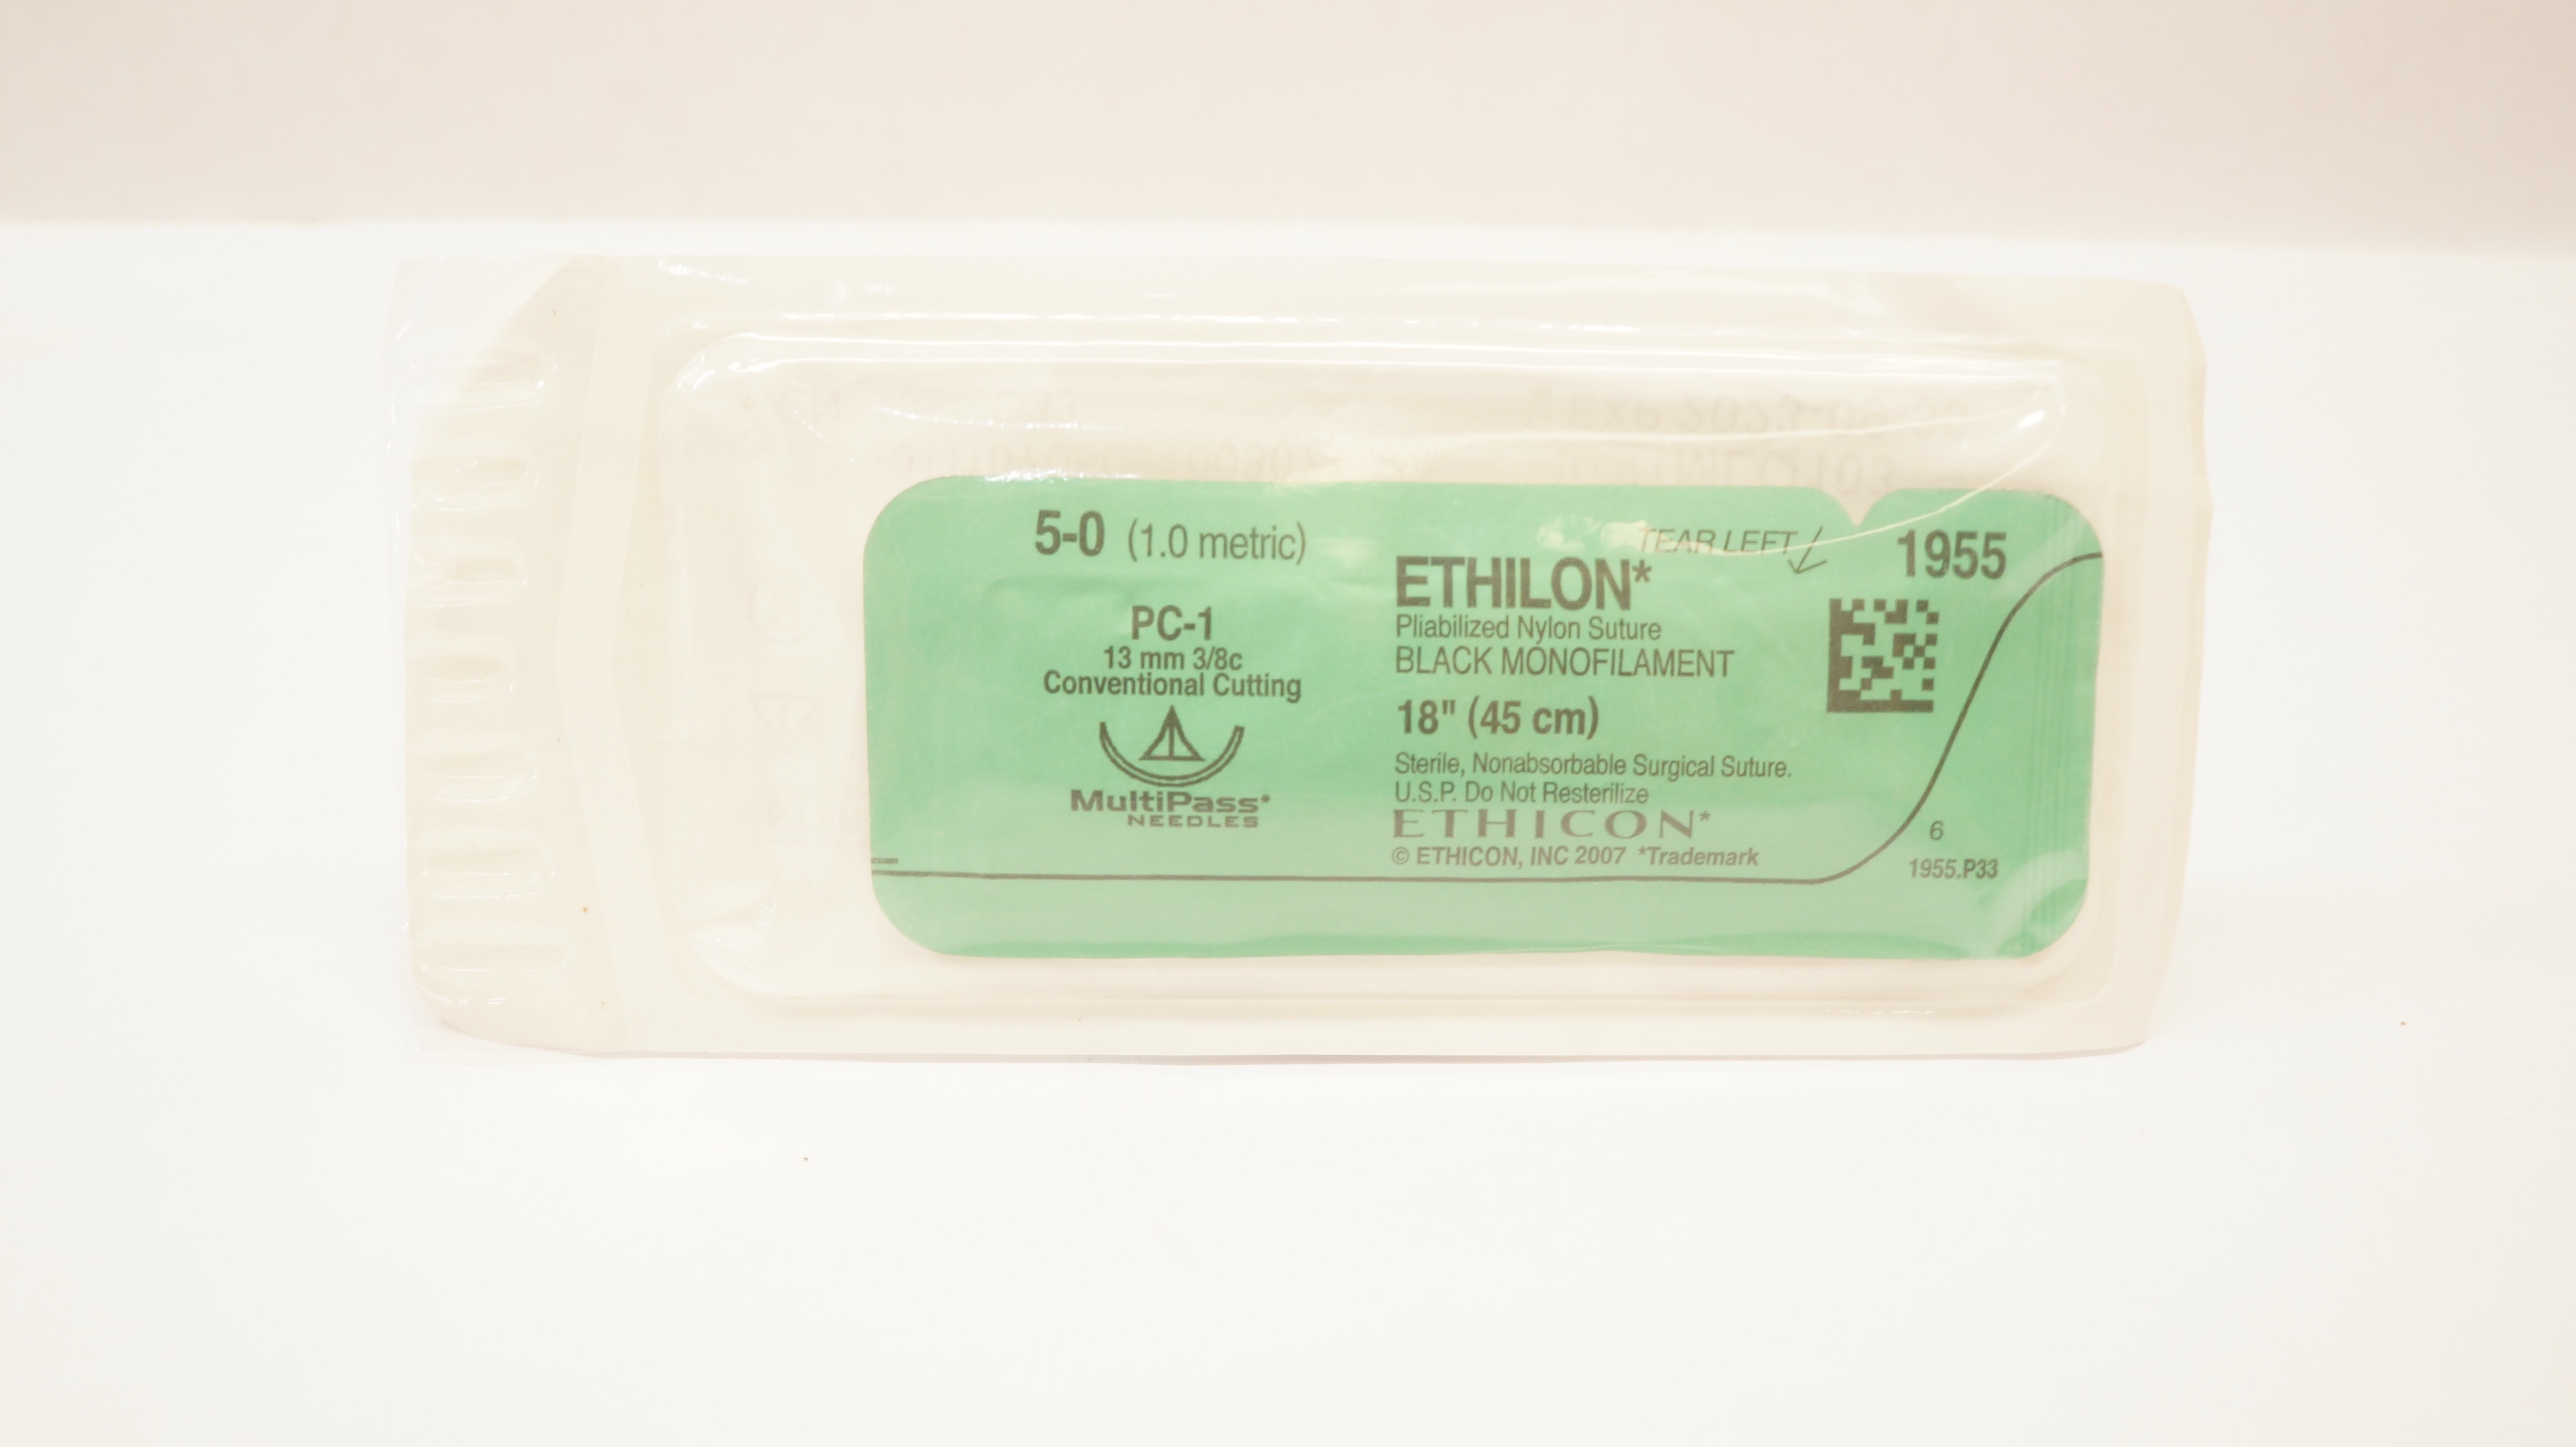 5-0 (1.0 metric)
PC-1
13 mm 3/8c
Conventional Cutting
MultiPass*
NEEDLES
TEAR LEFT
ETHILON*
Pliabilized Nylon Suture
BLACK MONOFILAMENT
18" (45 cm)
Sterile, Nonabsorbable Surgical Suture.
U.S.P. Do Not Resterilize
ETHICON*
© ETHICON, INC 2007 *Trademark
1955
6
1955.P33